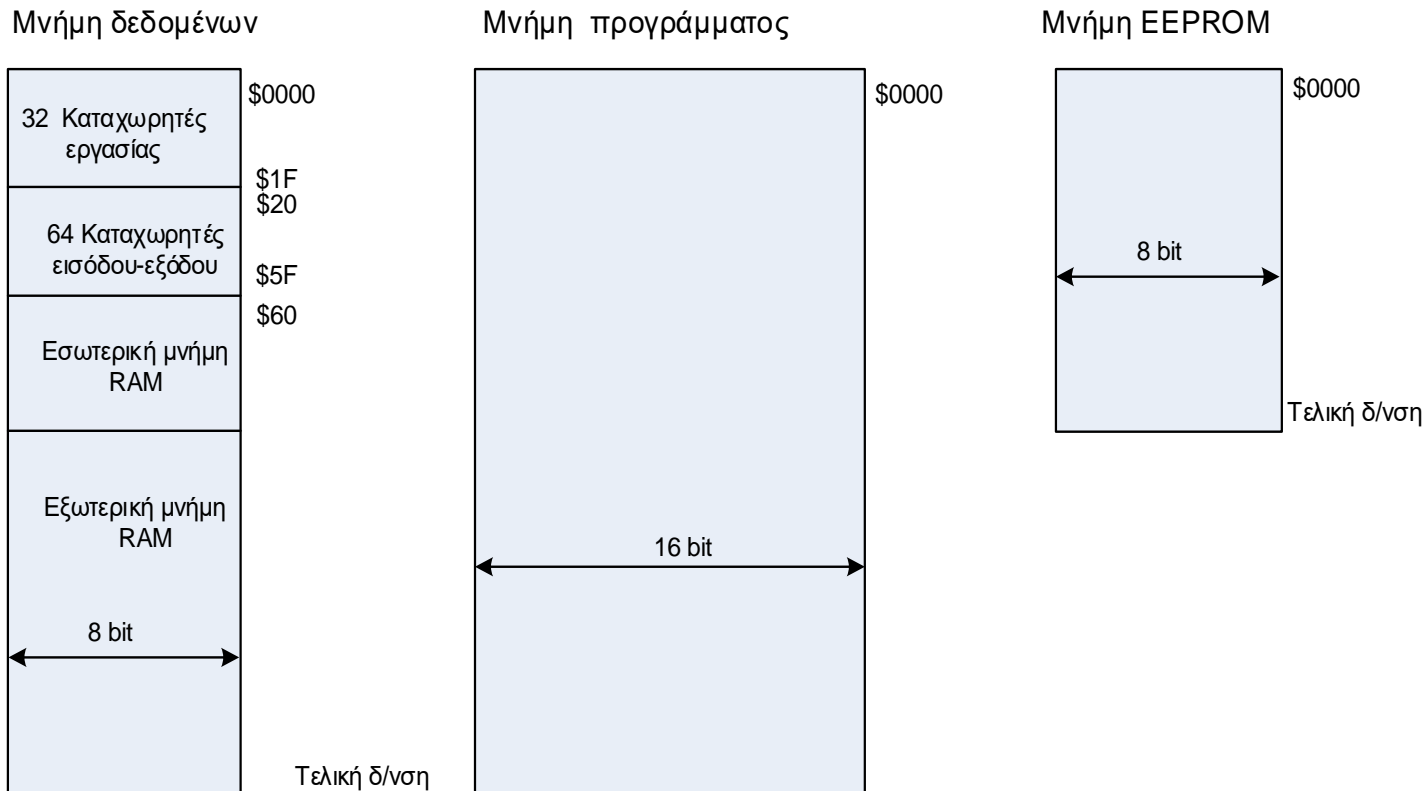 Μνήμη δεδομένων
32 Καταχωρητές
εργασίας
$0000
$1F
64 Καταχωρητές
εισόδου-εξόδου
$20
$5F
Εσωτερική μνήμη
RAM
$60
Εξωτερική μνήμη
RAM
8 bit
Τελική δ/νση
Μνήμη προγράμματος
$0000
16 bit
Μνήμη EEPROM
$0000
8 bit
Τελική δ/νση